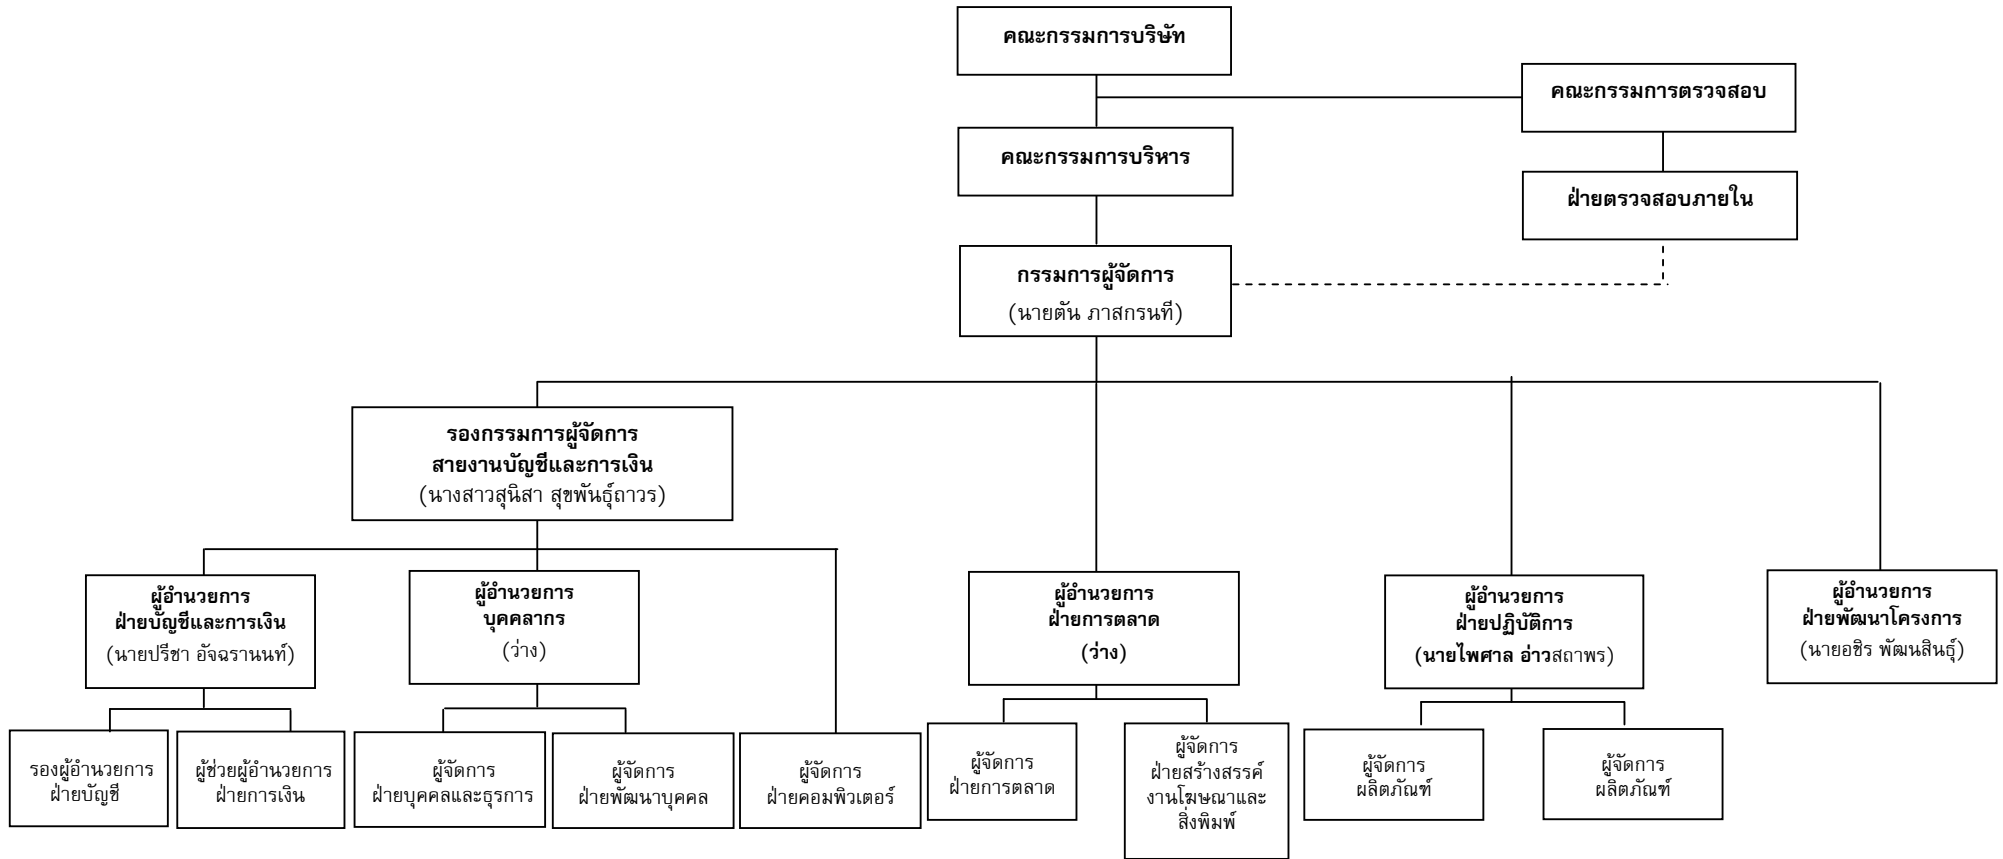 คณะกรรมการบริษัท
คณะกรรมการตรวจสอบ
คณะกรรมการบริหาร
ฝ่ายตรวจสอบภายใน
กรรมการผู้จัดการ
(นายตัน ภาสกรนที)
รองกรรมการผู้จัดการ
สายงานบัญชีและการเงิน
(นางสาวสุนิสา สุขพันธุ์ถาวร)
ผู้อำนวยการ
ฝ่ายบัญชีและการเงิน
(นายปรีชา อัจฉรานนท์)
ผู้อำนวยการ
บุคคลากร
(ว่าง)
ผู้อำนวยการ
ฝ่ายการตลาด
(ว่าง)
ผู้อำนวยการ
ฝ่ายปฏิบัติการ
(นายไพศาล อ่าวสถาพร)
ผู้อำนวยการ
ฝ่ายพัฒนาโครงการ
(นายอชิร พัฒนสินธุ์)
รองผู้อำนวยการ
ฝ่ายบัญชี
ผู้ช่วยผู้อำนวยการ
ฝ่ายการเงิน
ผู้จัดการ
ฝ่ายบุคคลและธุรการ
ผู้จัดการ
ฝ่ายพัฒนาบุคคล
ผู้จัดการ
ฝ่ายคอมพิวเตอร์
ผู้จัดการ
ฝ่ายการตลาด
ผู้จัดการ
ฝ่ายสร้างสรรค์
งานโฆษณาและ
สิ่งพิมพ์
ผู้จัดการ
ผลิตภัณฑ์
ผู้จัดการ
ผลิตภัณฑ์